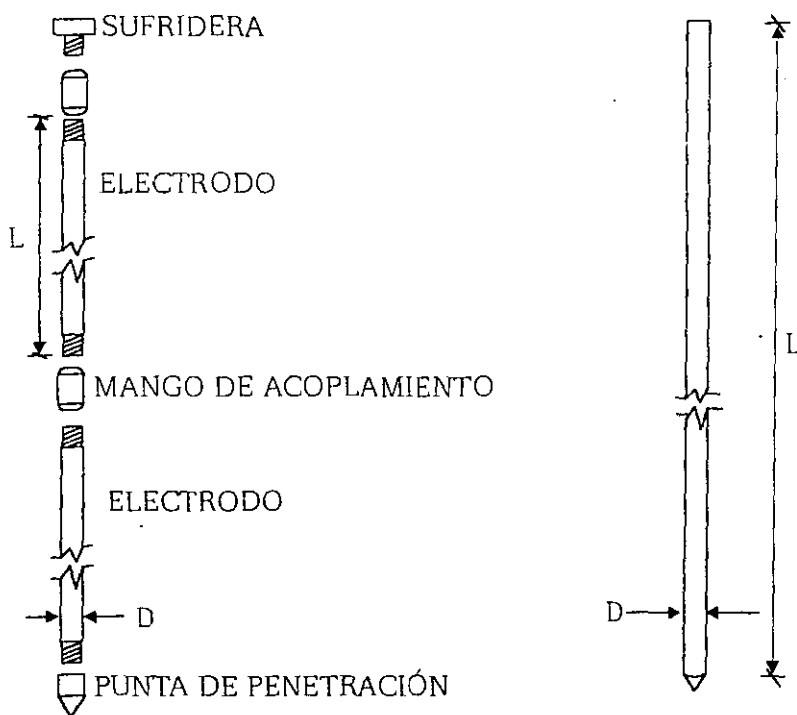 SUFRIDERA
ELECTRODO
L
L
MANGO DE ACOPLAMIENTO
ELECTRODO
D
D
PUNTA DE PENETRACIÓN